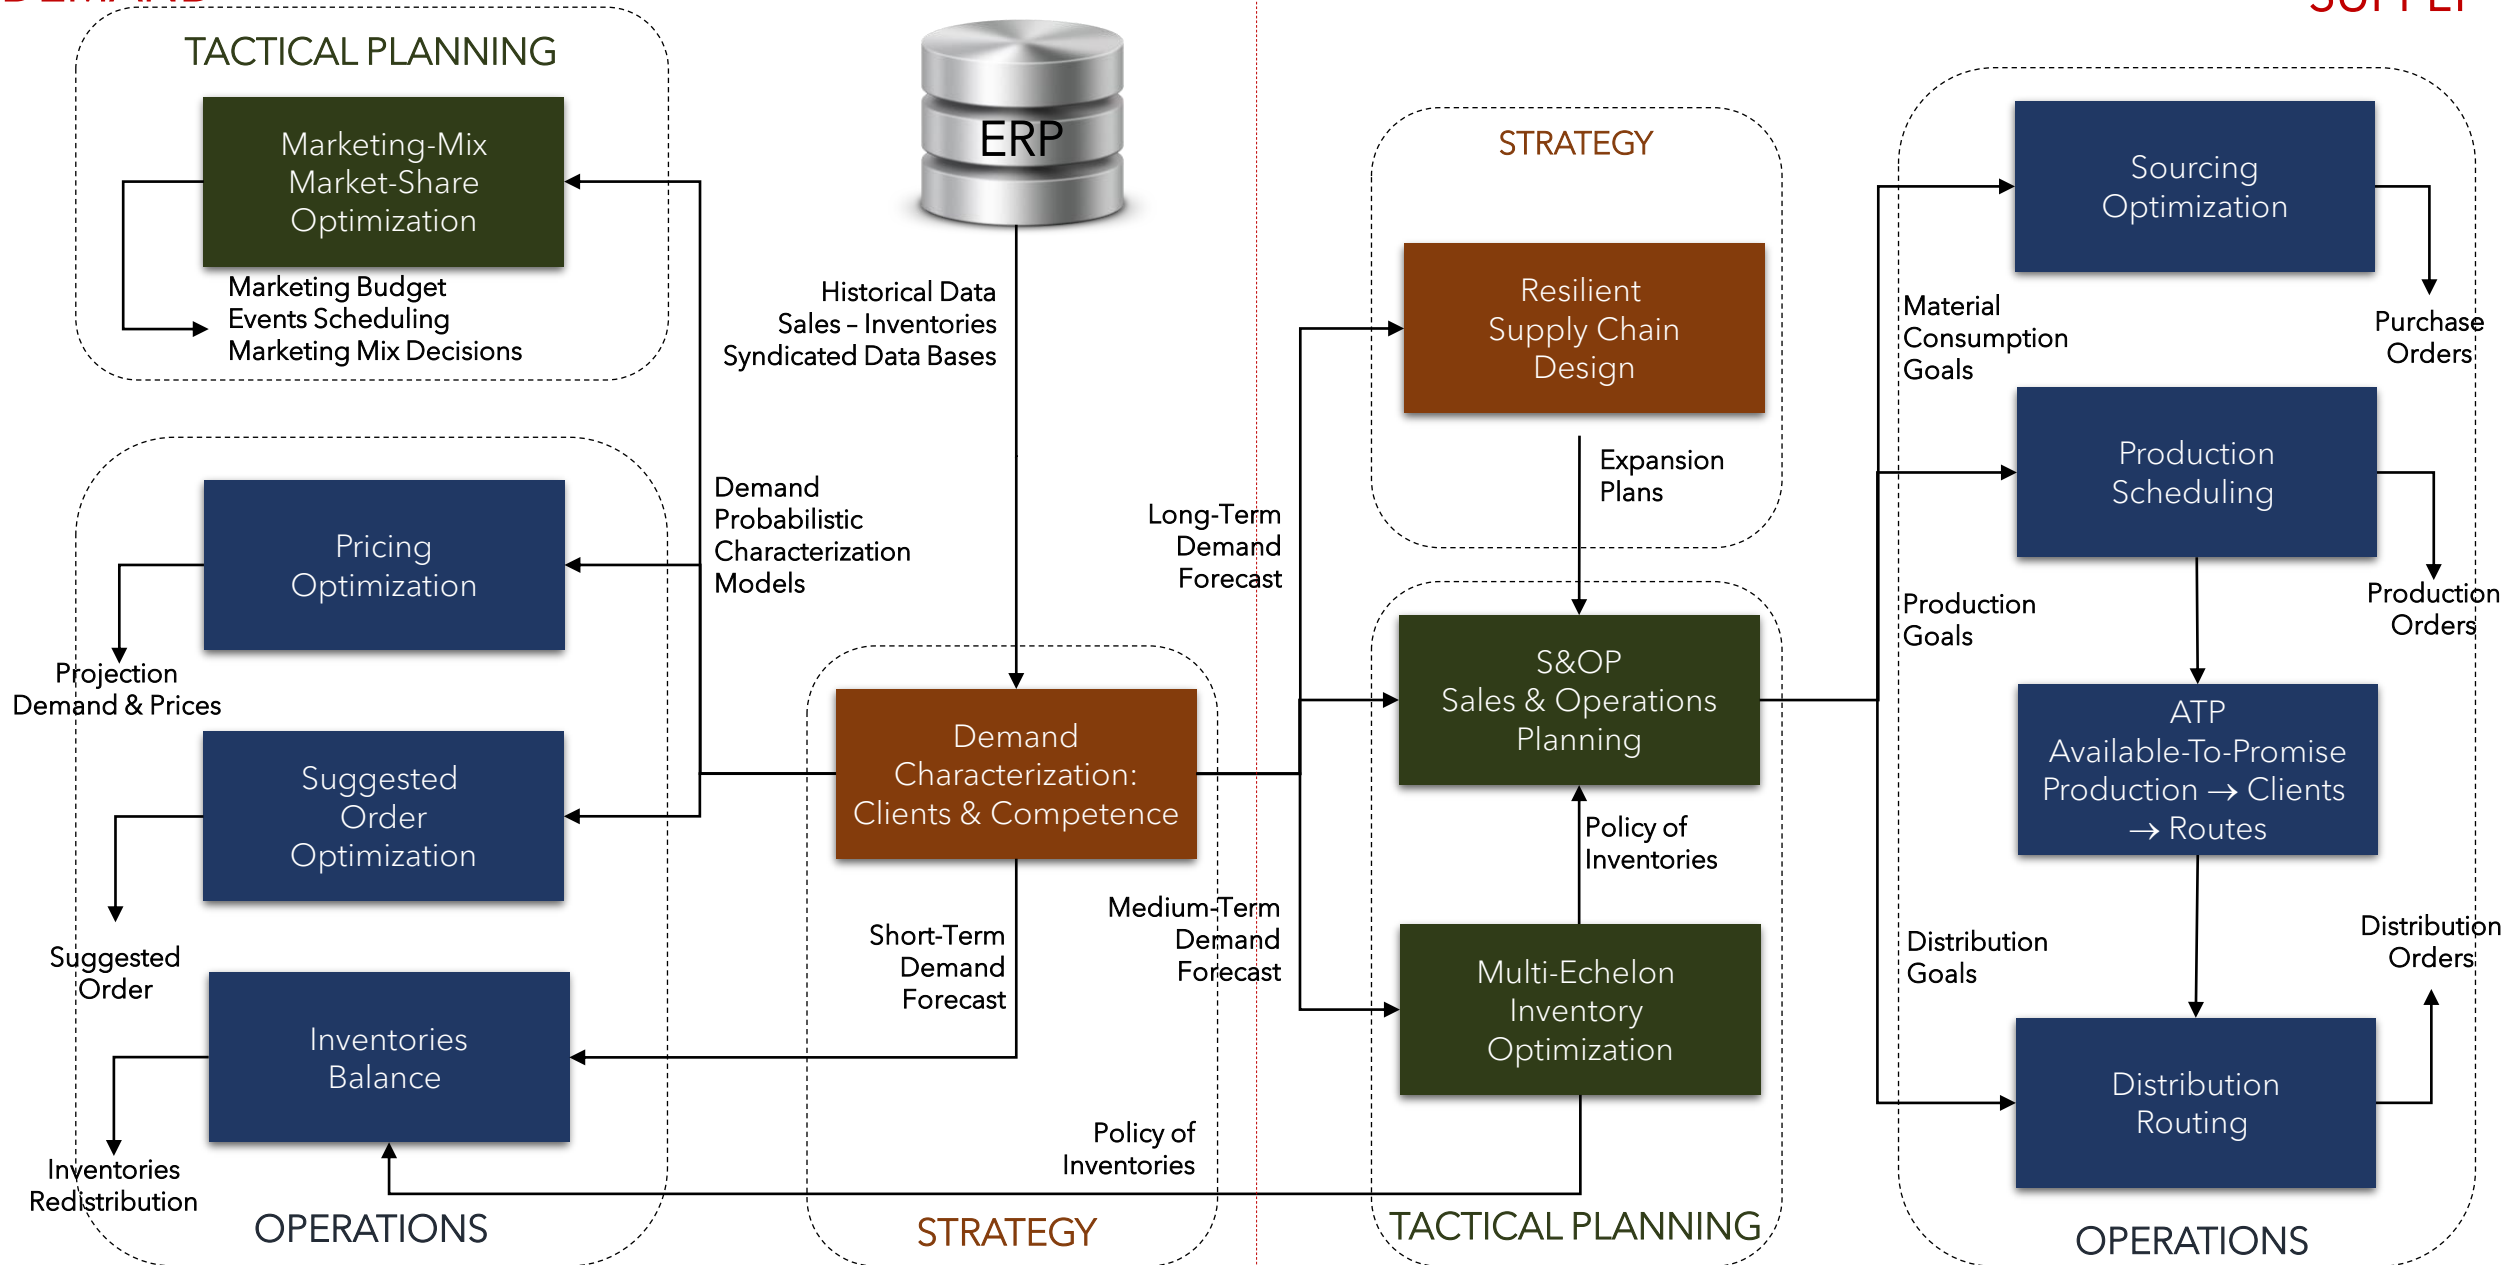 DEMAND
SUPPLY
TACTICAL PLANNING
Marketing-Mix
Market-Share
Optimization
Marketing Budget
Events Scheduling
Marketing Mix Decisions
ERP
Historical Data
Sales – Inventories
Syndicated Data Bases
Demand
Probabilistic
Characterization
Models
Pricing
Optimization
Projection
Demand & Prices
Suggested
Order
Optimization
Suggested
Order
Inventories
Balance
Inventories
Redistribution
OPERATIONS
Demand
Characterization:
Clients & Competence
Short-Term
Demand
Forecast
Policy of
Inventories
STRATEGY
Long-Term
Demand
Forecast
Medium-Term
Demand
Forecast
STRATEGY
Resilient
Supply Chain
Design
Expansion
Plans
S&OP
Sales & Operations
Planning
Policy of
Inventories
Multi-Echelon
Inventory
Optimization
TACTICAL PLANNING
Sourcing
Optimization
Material
Consumption
Goals
Purchase
Orders
Production
Scheduling
Production
Goals
Production
Orders
ATP
Available-To-Promise
Production → Clients
→ Routes
Distribution
Goals
Distribution
Orders
Distribution
Routing
OPERATIONS